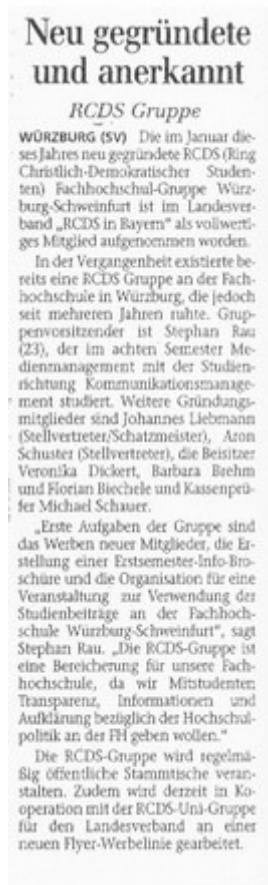 Neu gegründete
und anerkannt
RCDS Gruppe
WÜRZBURG (SV) Die im Januar die-
ses Jahres neu gegründete RCDS (Ring
Christlich-Demokratischer Studen-
ten) Fachhochschul-Gruppe Würz-
burg-Schweinfurt ist im Landesver-
band „RCDS in Bayern“ als vollwerti-
ges Mitglied aufgenommen worden.
In der Vergangenheit existierte be-
reits eine RCDS Gruppe an der Fach-
hochschule in Würzburg, die jedoch
seit mehreren Jahren ruhte. Grup-
penvorsitzender ist Stephan Rau
(23), der im achten Semester Me-
dienmanagement mit der Studien-
richtung Kommunikationsmanage-
ment studiert. Weitere Gründungs-
mitglieder sind Johannes Liebmann
(Stellvertreter/Schatzmeister), Aron
Schuster (Stellvertreter), die Beisitzer
Veronika Dickert, Barbara Brehm
und Florian Biechele und Kassenprü-
fer Michael Schauer.
„Erste Aufgaben der Gruppe sind
das Werben neuer Mitglieder, die Er-
stellung einer Erstsemester-Info-Bro-
schüre und die Organisation für eine
Veranstaltung zur Verwendung der
Studienbeiträge an der Fachhoch-
schule Würzburg-Schweinfurt“, sagt
Stephan Rau. „Die RCDS-Gruppe ist
eine Bereicherung für unsere Fach-
hochschule, da wir Mitstudenten
Transparenz, Informationen und
Aufklärung bezüglich der Hochschul-
politik an der FH geben wollen.“
Die RCDS-Gruppe wird regelmä-
ßig öffentliche Stammtische veran-
stalten. Zudem wird derzeit in Ko-
operation mit der RCDS-Uni-Gruppe
für den Landesverband an einer
neuen Flyer-Werbelinie gearbeitet.